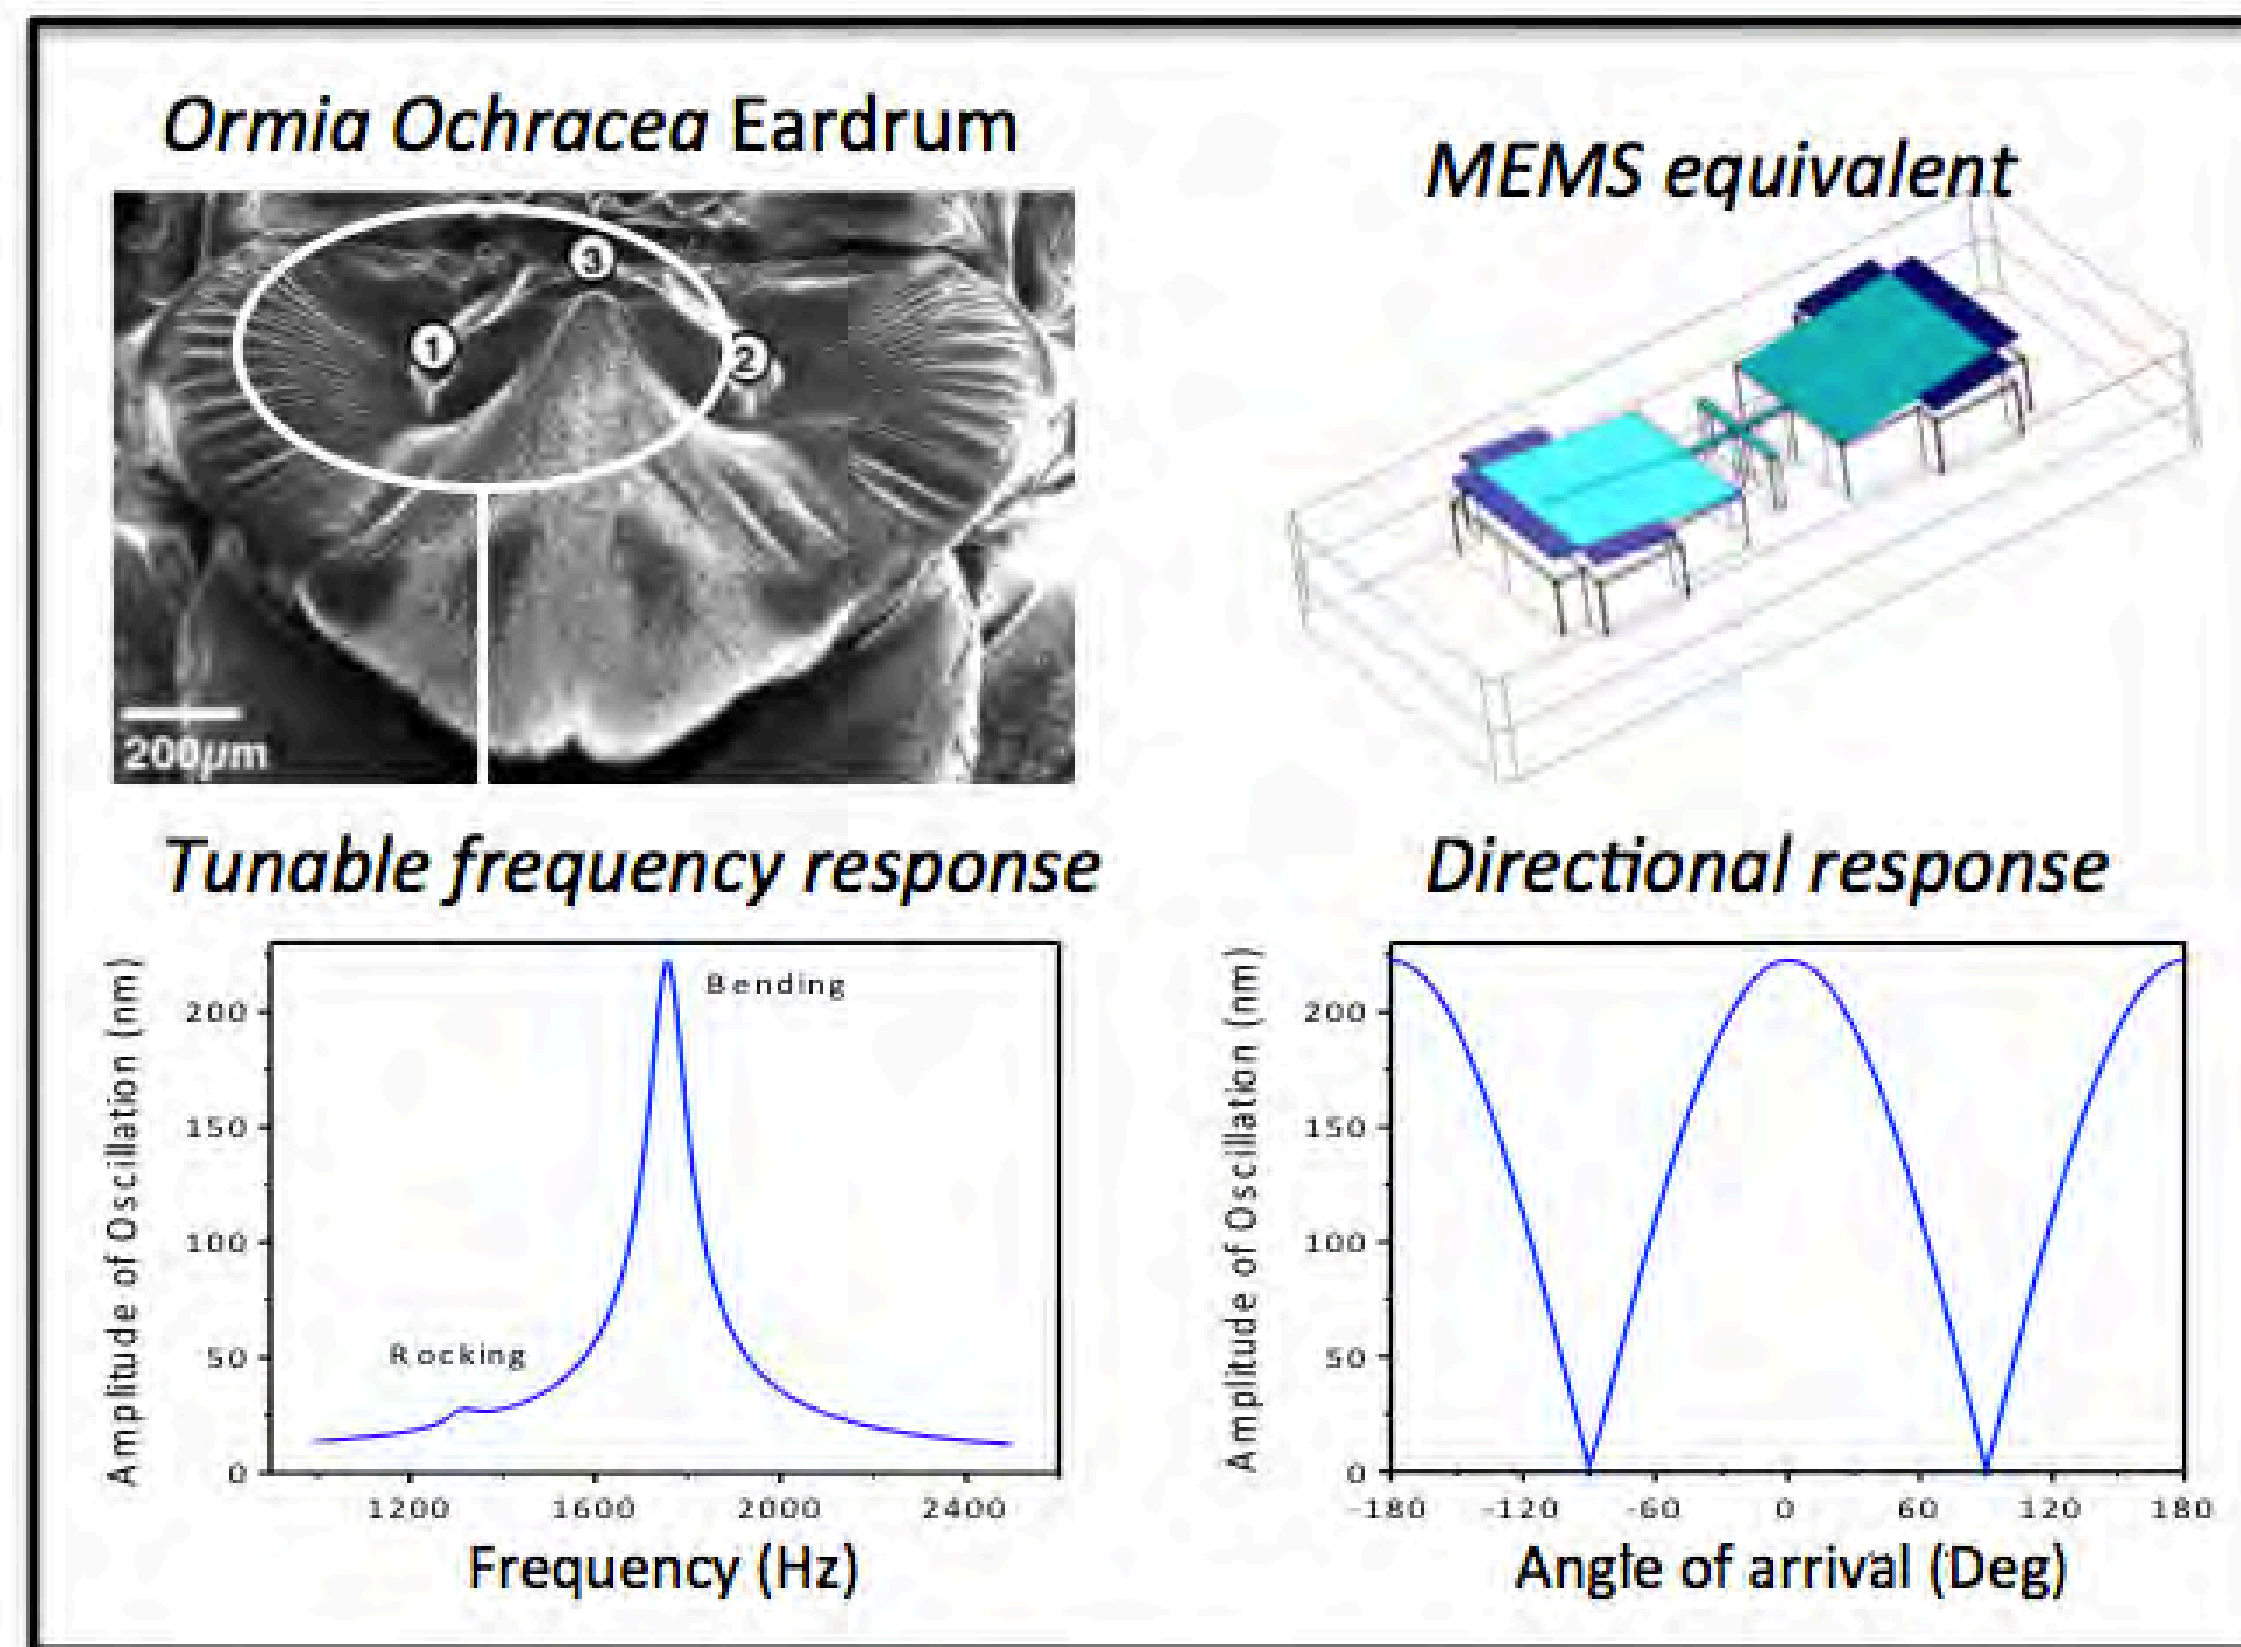 Ormia Ochracea Eardrum
MEMS equivalent
3
1
2
200µm
Tunable frequency response
Directional response
Amplitude of Oscillation (nm)
200
150
100
50
0
Bending
Rocking
1200 1600 2000 2400
Frequency (Hz)
Amplitude of Oscillation (nm)
200
150
100
50
0
-180 -120 -60 0 60 120 180
Angle of arrival (Deg)